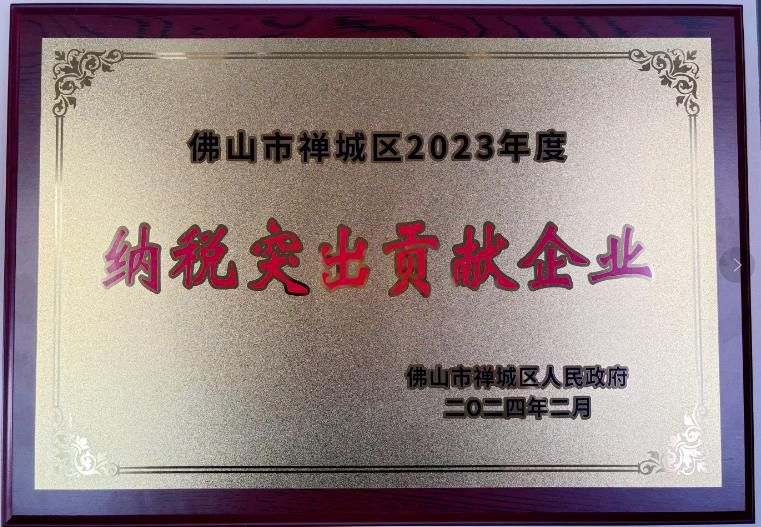 佛山市禅城区2023年度
纳税突出贡献企业
佛山市禅城区人民政府
二O二四年二月